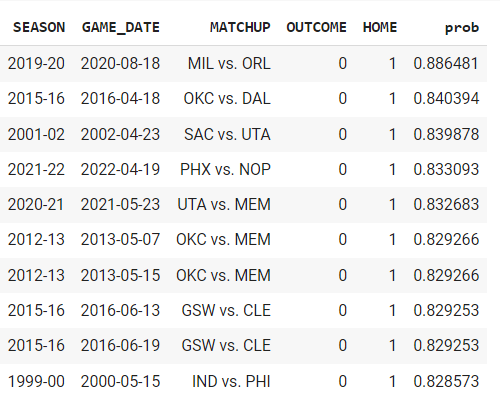 SEASON GAME_DATE MATCHUP OUTCOME HOME prob
2019-20 2020-08-18 MIL vs. ORL 0 1 0.886481
2015-16 2016-04-18 OKC vs. DAL 0 1 0.840394
2001-02 2002-04-23 SAC vs. UTA 0 1 0.839878
2021-22 2022-04-19 PHX vs. NOP 0 1 0.833093
2020-21 2021-05-23 UTA vs. MEM 0 1 0.832683
2012-13 2013-05-07 OKC vs. MEM 0 1 0.829266
2012-13 2013-05-15 OKC vs. MEM 0 1 0.829266
2015-16 2016-06-13 GSW vs. CLE 0 1 0.829253
2015-16 2016-06-19 GSW vs. CLE 0 1 0.829253
1999-00 2000-05-15 IND vs. PHI 0 1 0.828573